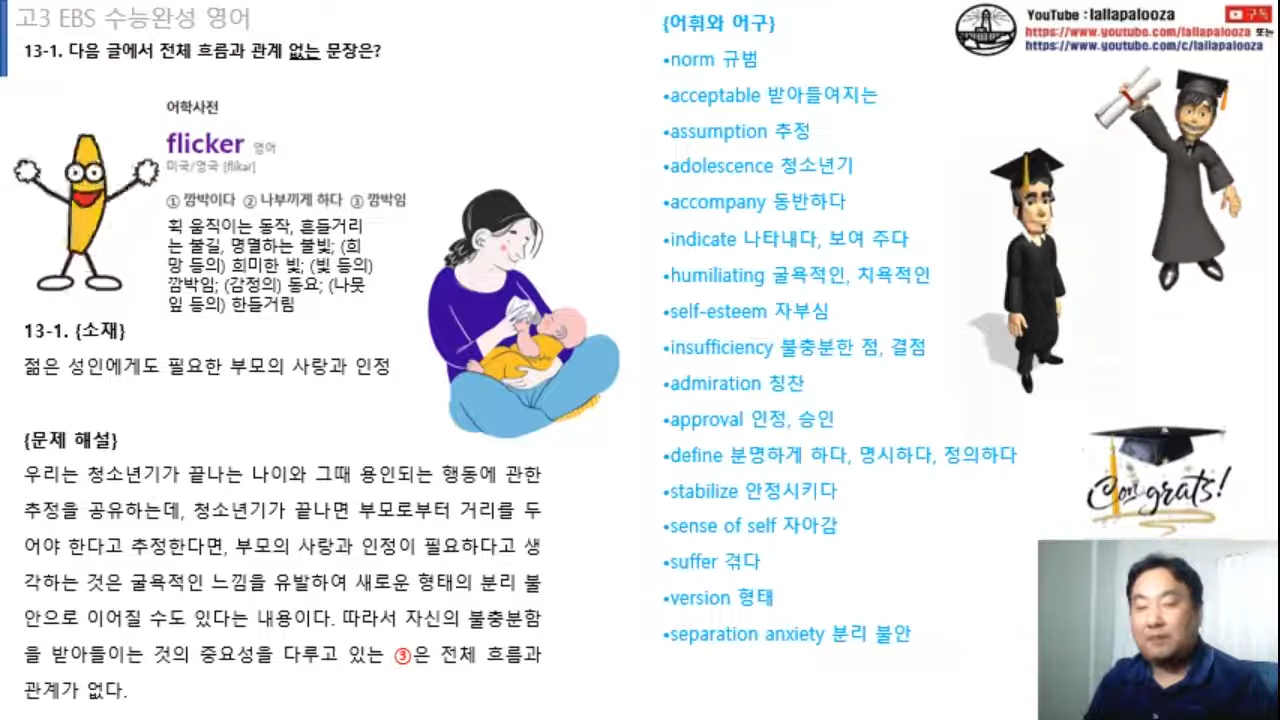 고3 EBS 수능완성 영어
13-1. 다음 글에서 전체 흐름과 관계 없는 문장은?
어학사전
flicker 영어
미국/영국 [flikər]
① 깜박이다 ② 나부끼게 하다 ③ 깜박임
휙 움직이는 동작, 흔들거리
는 불길, 명멸하는 불빛; (희
망 등의) 희미한 빛; (빛 등의)
깜박임; (감정의) 동요; (나뭇
잎 등의) 한들거림
13-1. {소재}
젊은 성인에게도 필요한 부모의 사랑과 인정
{문제 해설}
우리는 청소년기가 끝나는 나이와 그때 용인되는 행동에 관한
추정을 공유하는데, 청소년기가 끝나면 부모로부터 거리를 두
어야 한다고 추정한다면, 부모의 사랑과 인정이 필요하다고 생
각하는 것은 굴욕적인 느낌을 유발하여 새로운 형태의 분리 불
안으로 이어질 수도 있다는 내용이다. 따라서 자신의 불충분함
을 받아들이는 것의 중요성을 다루고 있는 ③은 전체 흐름과
관계가 없다.
{어휘와 어구}
•norm 규범
•acceptable 받아들여지는
•assumption 추정
•adolescence 청소년기
•accompany 동반하다
•indicate 나타내다, 보여 주다
•humiliating 굴욕적인, 치욕적인
•self-esteem 자부심
•insufficiency 불충분한 점, 결점
•admiration 칭찬
•approval 인정, 승인
•define 분명하게 하다, 명시하다, 정의하다
•stabilize 안정시키다
•sense of self 자아감
•suffer 겪다
•version 형태
•separation anxiety 분리 불안
YouTube : lallapalooza
구독
https://www.youtube.com/lallapalooza 또는
https://www.youtube.com/c/lallapalooza
Congrats!